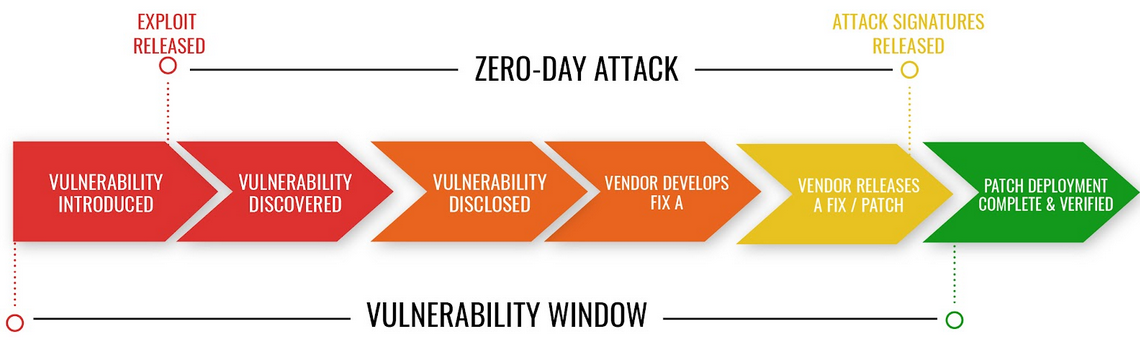 EXPLOIT
RELEASED
ATTACK SIGNATURES
RELEASED
ZERO-DAY ATTACK
VULNERABILITY
INTRODUCED
VULNERABILITY
DISCOVERED
VULNERABILITY
DISCLOSED
VENDOR DEVELOPS
FIX A
VENDOR RELEASES
A FIX / PATCH
PATCH DEPLOYMENT
COMPLETE & VERIFIED
VULNERABILITY WINDOW